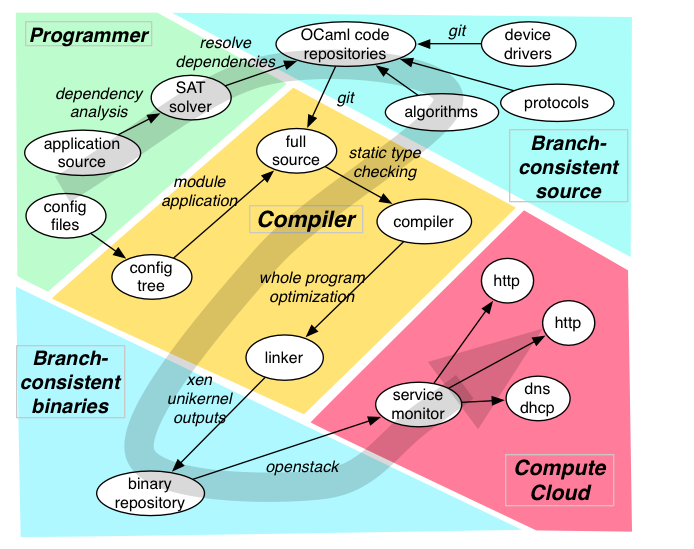 Programmer
resolve
dependencies
OCaml code
repositories
git
device
drivers
dependency
analysis
SAT
solver
git
algorithms
protocols
application
source
full
source
static type
checking
Branch-
consistent
source
config
files
module
application
Compiler
compiler
config
tree
whole program
optimization
http
http
linker
Branch-
consistent
binaries
xen
unikernel
outputs
service
monitor
dns
dhcp
openstack
binary
repository
Compute
Cloud